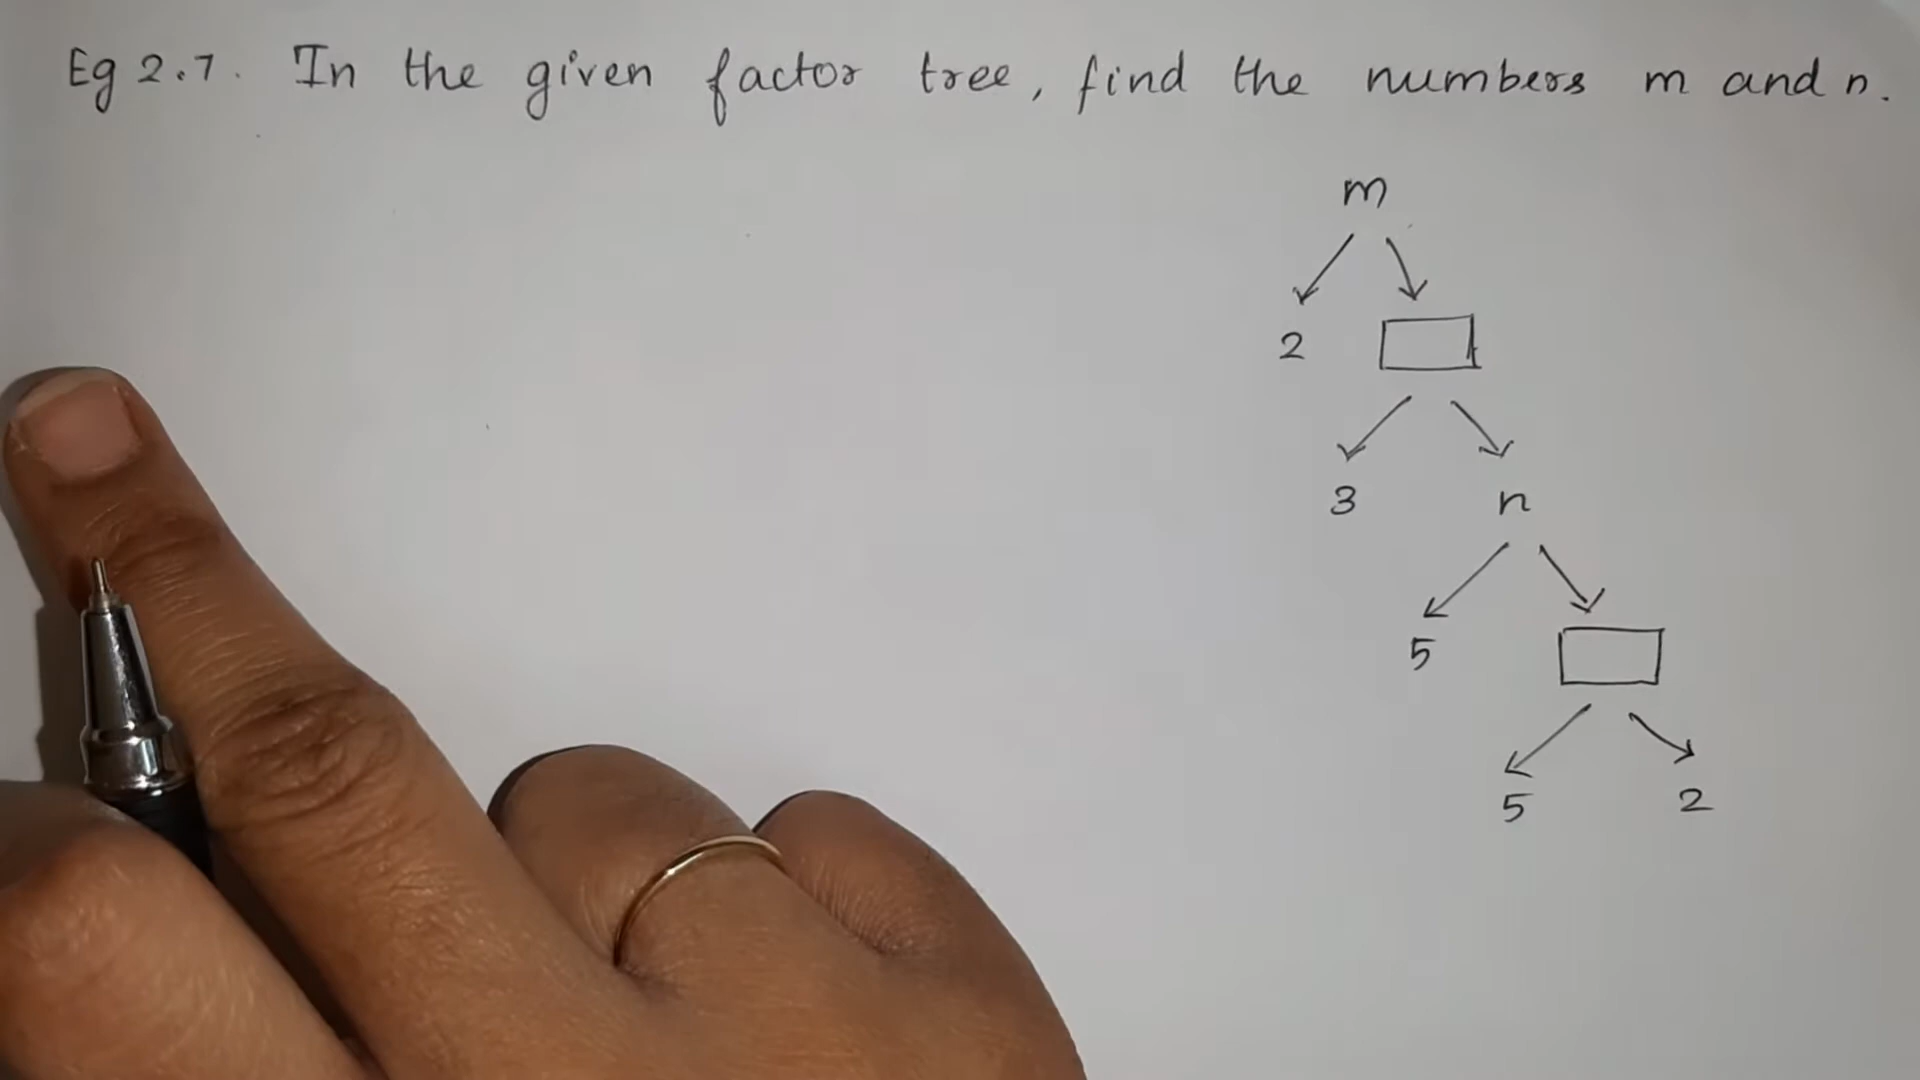 Eg 2.7. In the given factor tree, find the numbers m and n.
m
2
3 n
5
5 2